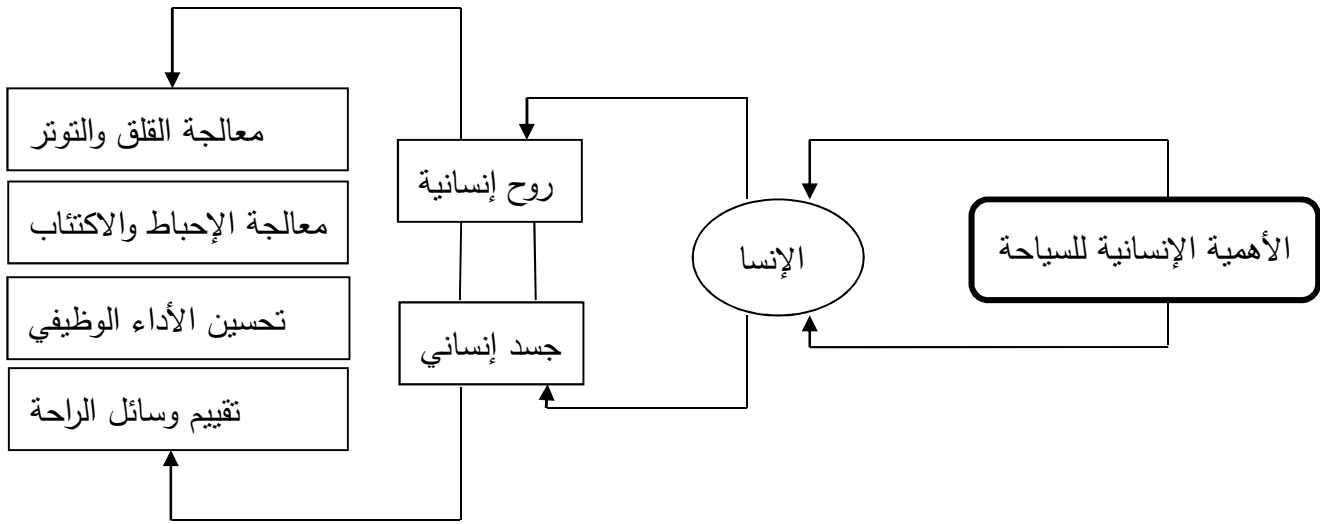 الأهمية الإنسانية للسياحة
الإنسا
روح إنسانية
جسد إنساني
معالجة القلق والتوتر
معالجة الإحباط والاكتئاب
تحسين الأداء الوظيفي
تقييم وسائل الراحة